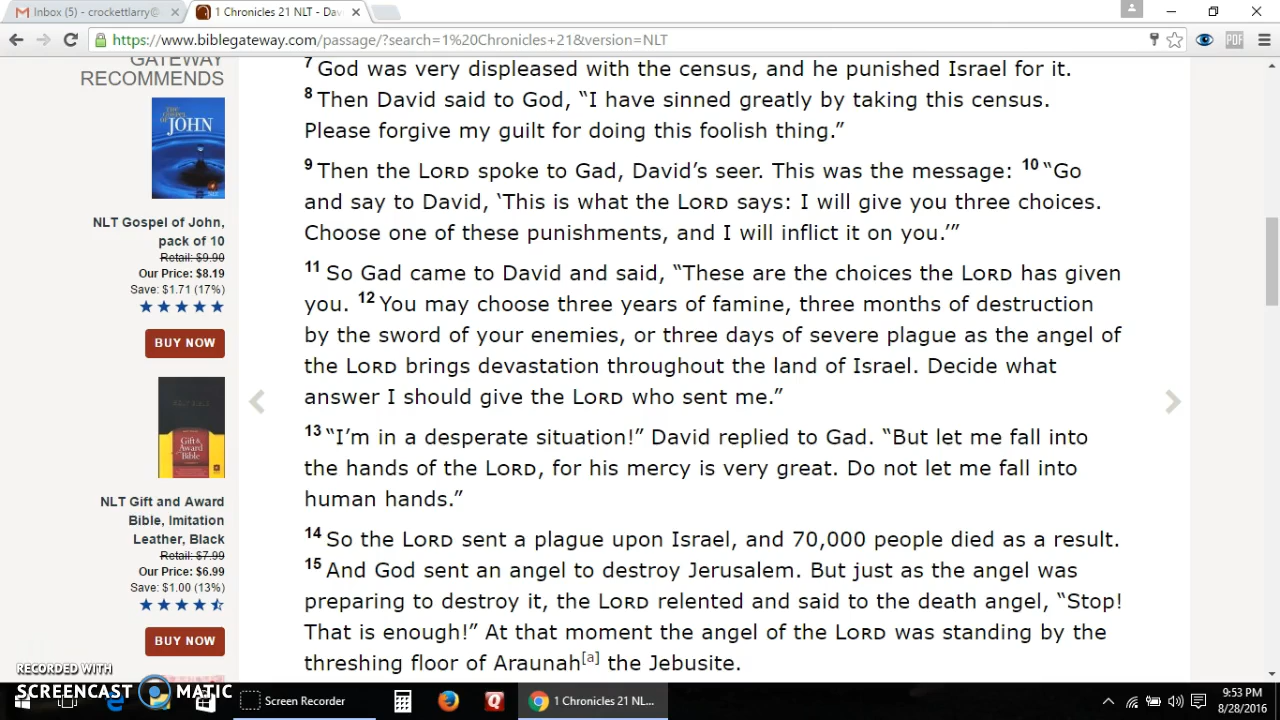 Inbox (5) - crockettlarry@
1 Chronicles 21 NLT - Dav
https://www.biblegateway.com/passage/?search=1%20Chronicles+21&version=NLT
PDF
GATEWAY
RECOMMENDS
JOHN
NLT Gospel of John,
pack of 10
Retail: $9.90
Our Price: $8.19
Save: $1.71 (17%)
BUY NOW
HOLY BIBLE
Gift &
Award
Bible
NLT Gift and Award
Bible, Imitation
Leather, Black
Retail: $7.99
Our Price: $6.99
Save: $1.00 (13%)
BUY NOW
7 God was very displeased with the census, and he punished Israel for it.
8 Then David said to God, “I have sinned greatly by taking this census.
Please forgive my guilt for doing this foolish thing.”
9 Then the LORD spoke to Gad, David’s seer. This was the message: 10 “Go
and say to David, ‘This is what the LORD says: I will give you three choices.
Choose one of these punishments, and I will inflict it on you.’”
11 So Gad came to David and said, “These are the choices the LORD has given
you. 12 You may choose three years of famine, three months of destruction
by the sword of your enemies, or three days of severe plague as the angel of
the LORD brings devastation throughout the land of Israel. Decide what
answer I should give the LORD who sent me.”
13 “I’m in a desperate situation!” David replied to Gad. “But let me fall into
the hands of the LORD, for his mercy is very great. Do not let me fall into
human hands.”
14 So the LORD sent a plague upon Israel, and 70,000 people died as a result.
15 And God sent an angel to destroy Jerusalem. But just as the angel was
preparing to destroy it, the LORD relented and said to the death angel, “Stop!
That is enough!” At that moment the angel of the LORD was standing by the
threshing floor of Araunah[a] the Jebusite.
RECORDED WITH
SCREENCAST MATIC
Screen Recorder
1 Chronicles 21 NL...
9:53 PM
8/28/2016